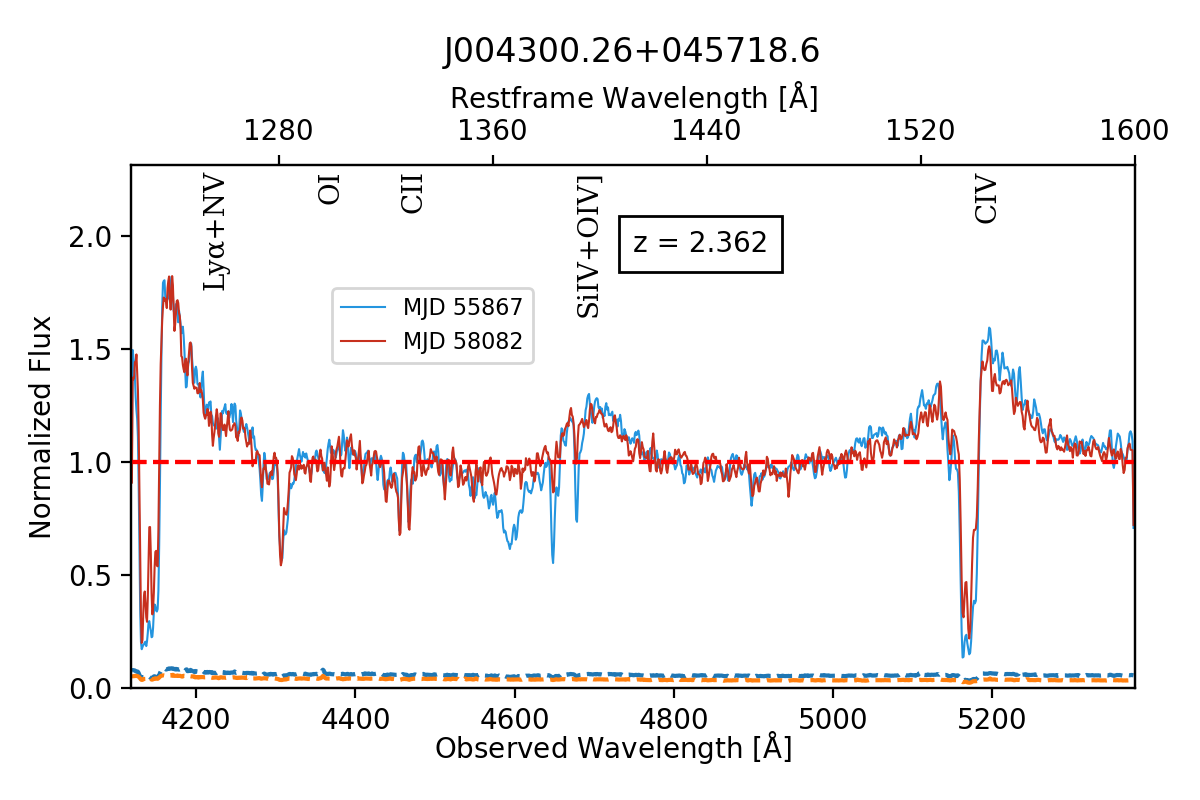 J004300.26+045718.6
Restframe Wavelength [Å]
1280 1360 1440 1520 1600
Lyα+NV
OI
CII
SiIV+OIV]
CIV
z = 2.362
MJD 55867
MJD 58082
Normalized Flux
2.0
1.5
1.0
0.5
0.0
4200 4400 4600 4800 5000 5200
Observed Wavelength [Å]